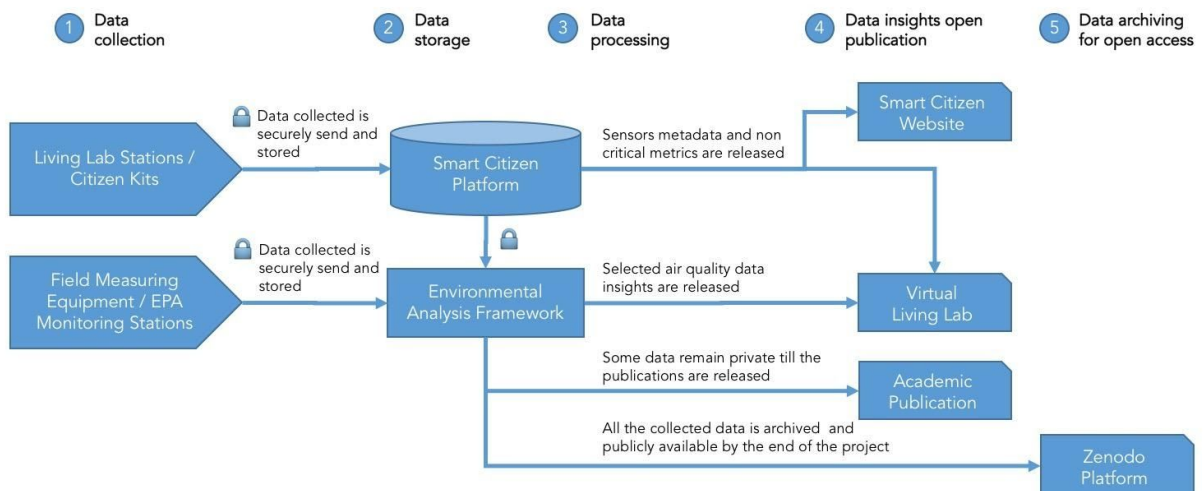 1 Data
collection
2 Data
storage
3 Data
processing
4 Data insights open
publication
5 Data archiving
for open access
Living Lab Stations /
Citizen Kits
Data collected is
securely send and
stored
Smart Citizen
Platform
Sensors metadata and non
critical metrics are released
Smart Citizen
Website
Field Measuring
Equipment / EPA
Monitoring Stations
Data collected is
securely send and
stored
Environmental
Analysis Framework
Selected air quality data
insights are released
Virtual
Living Lab
Some data remain private till the
publications are released
Academic
Publication
All the collected data is archived and
publicly available by the end of the project
Zenodo
Platform